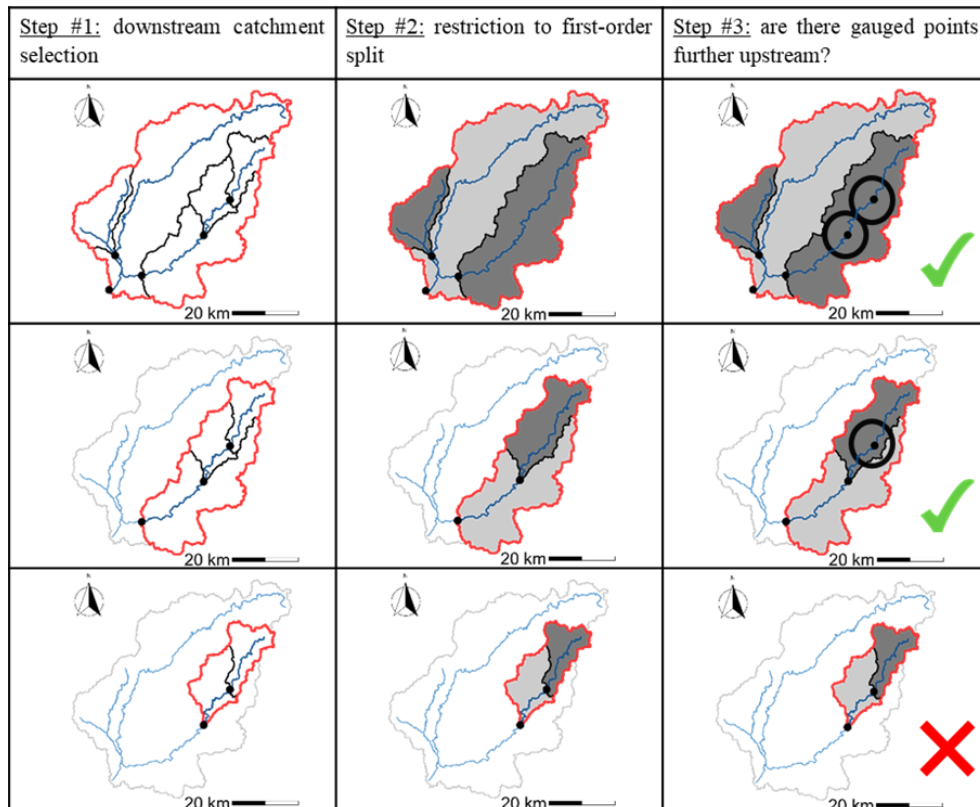 Step #1: downstream catchment
selection
Step #2: restriction to first-order
split
Step #3: are there gauged points
further upstream?
N
N
N
20 km
20 km
20 km
N
N
N
20 km
20 km
20 km
N
N
N
20 km
20 km
20 km